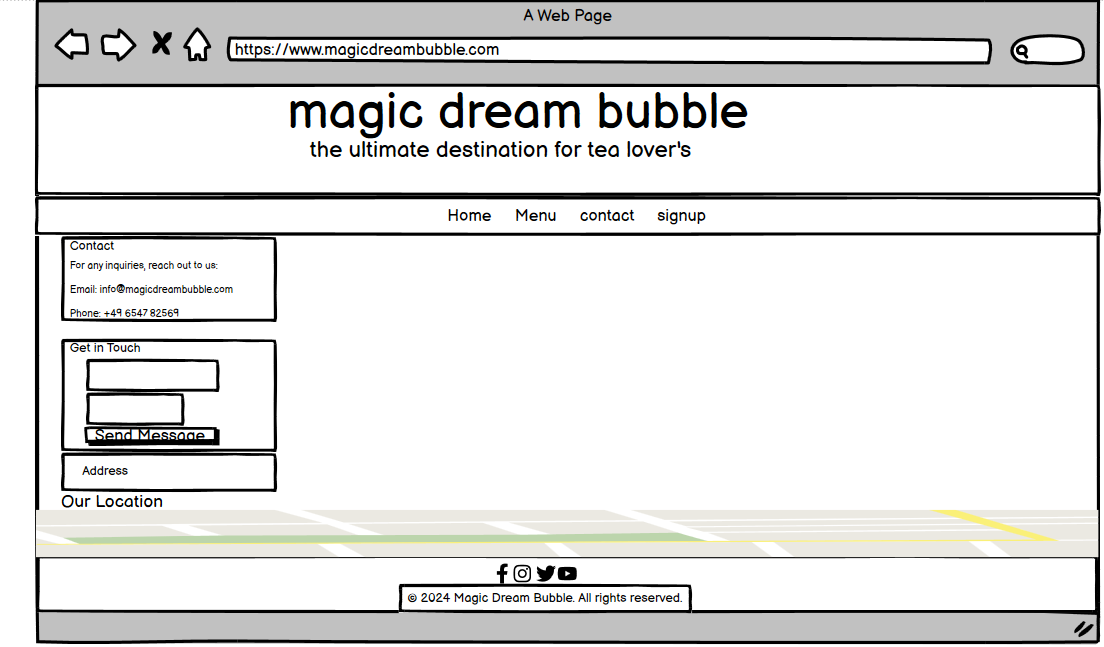 A Web Page
https://www.magicdreambubble.com
magic dream bubble
the ultimate destination for tea lover's
Home Menu contact signup
Contact
For any inquiries, reach out to us:
Email: info@magicdreambubble.com
Phone: +49 6547 82569
Get in Touch
Send Message
Address
Our Location
© 2024 Magic Dream Bubble. All rights reserved.